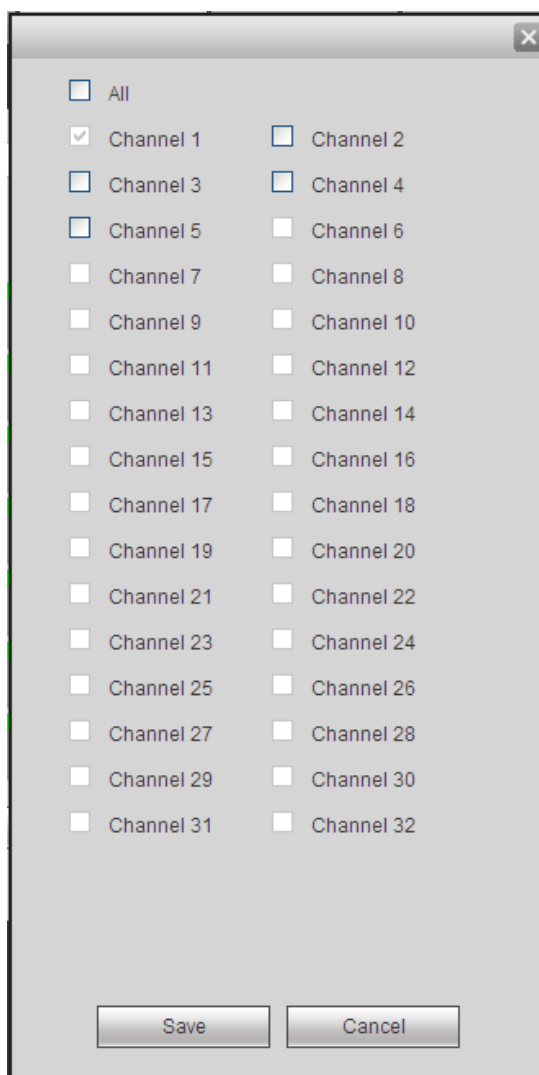 All
Channel 1 Channel 2
Channel 3 Channel 4
Channel 5 Channel 6
Channel 7 Channel 8
Channel 9 Channel 10
Channel 11 Channel 12
Channel 13 Channel 14
Channel 15 Channel 16
Channel 17 Channel 18
Channel 19 Channel 20
Channel 21 Channel 22
Channel 23 Channel 24
Channel 25 Channel 26
Channel 27 Channel 28
Channel 29 Channel 30
Channel 31 Channel 32
Save Cancel